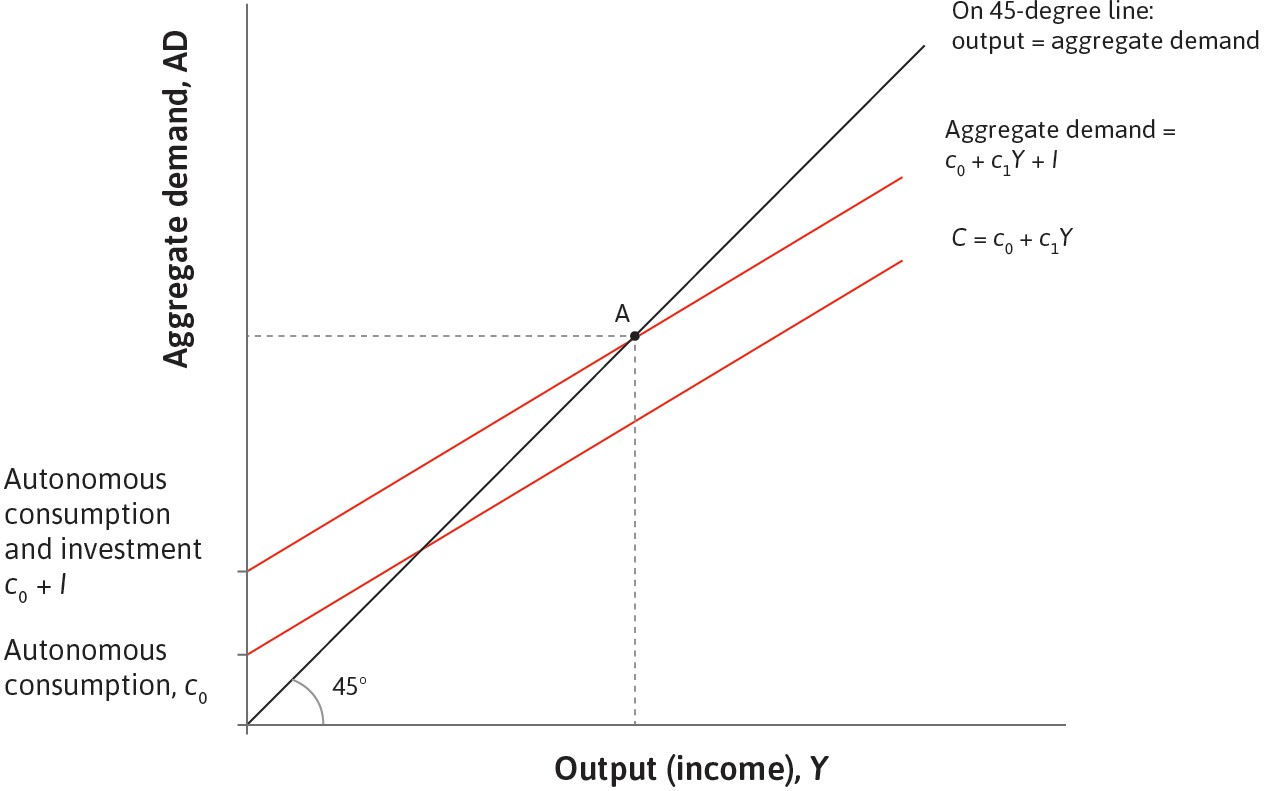 On 45-degree line:
output = aggregate demand
Aggregate demand, AD
Aggregate demand =
c₀ + c₁Y + I
C = c₀ + c₁Y
A
Autonomous
consumption
and investment
c₀ + I
Autonomous
consumption, c₀
45°
Output (income), Y